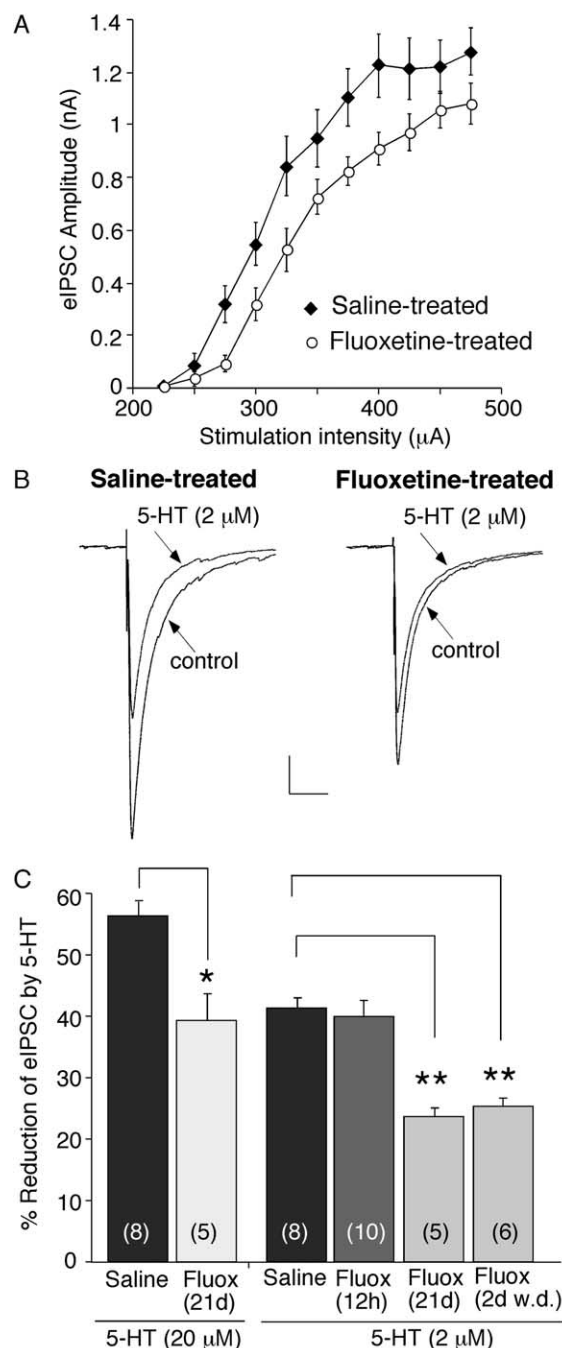 A
eIPSC Amplitude (nA)
1.4
1.2
1
0.8
0.6
0.4
0.2
0
200
300
400
500
Stimulation intensity (μA)
Saline-treated
Fluoxetine-treated
B
Saline-treated
Fluoxetine-treated
5-HT (2 μM)
5-HT (2 μM)
control
control
C
% Reduction of eIPSC by 5-HT
60
50
40
30
20
10
0
*
**
**
(8)
(5)
(8)
(10)
(5)
(6)
Saline
Fluox
(21d)
Saline
Fluox
(12h)
Fluox
(21d)
Fluox
(2d w.d.)
5-HT (20 μM)
5-HT (2 μM)